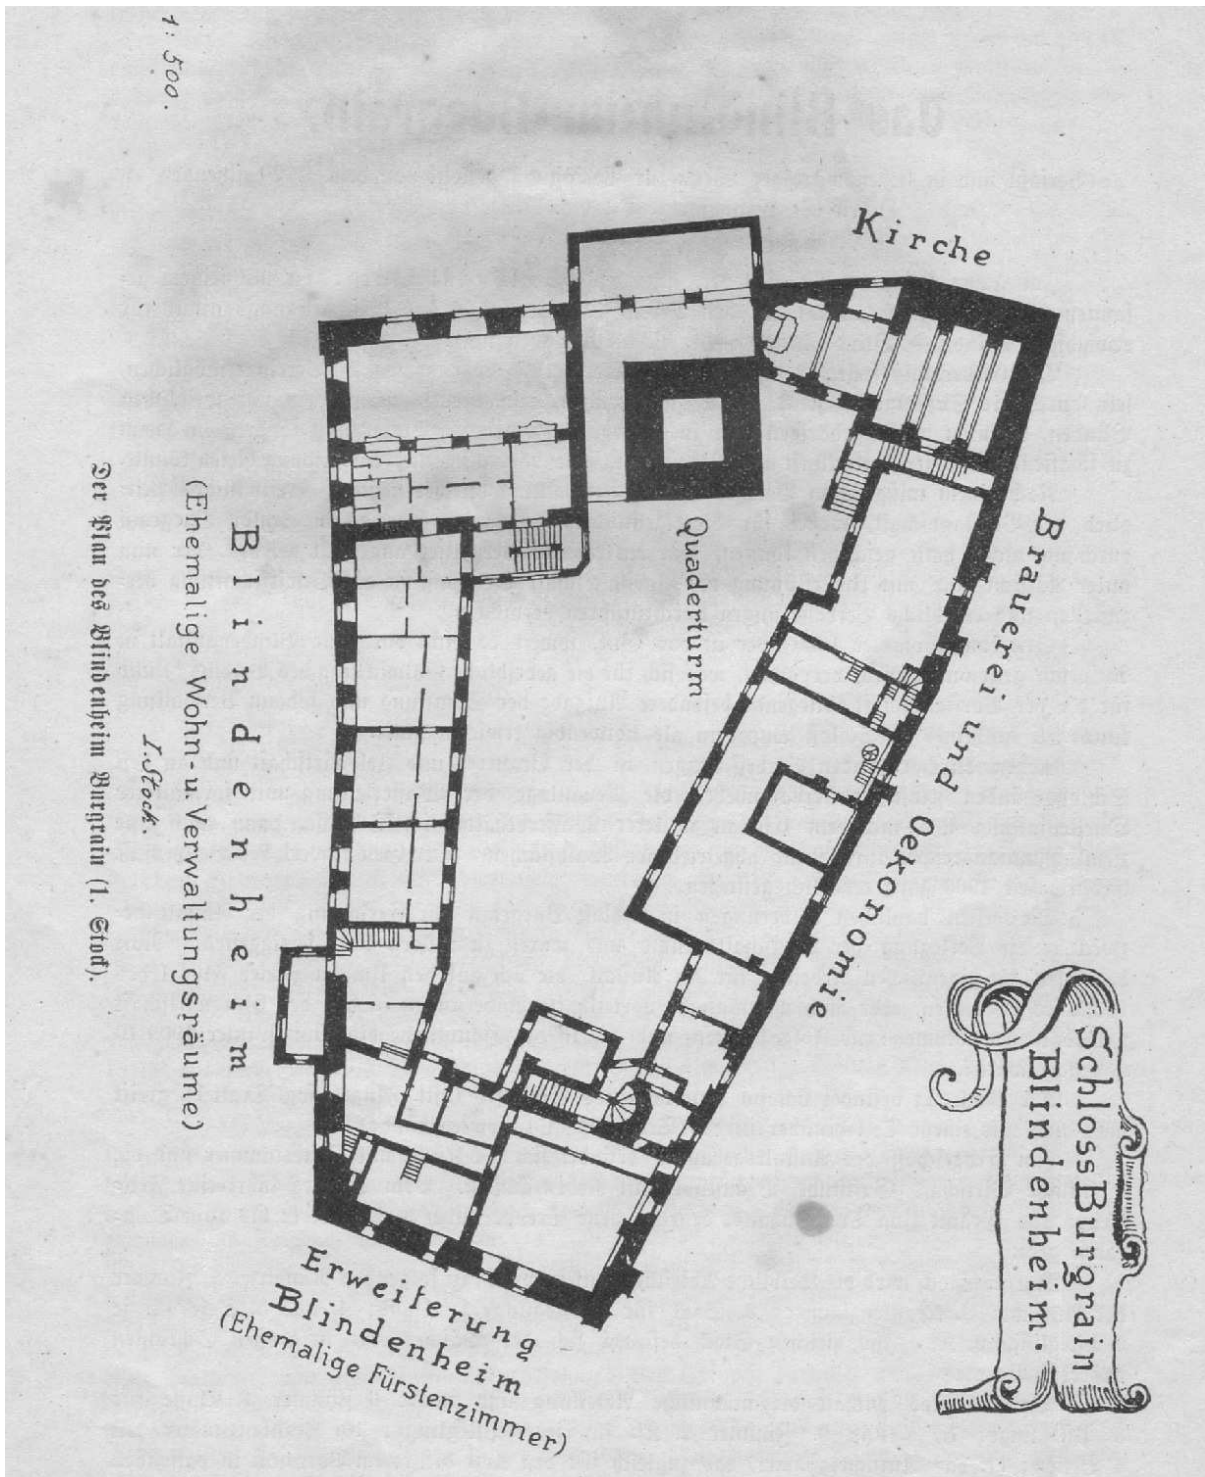 1:500.
Kirche
Brauerei und Oekonomie
Quaderturm
Bindenheim
(Ehemalige Wohn- u. Verwaltungsräume)
I. Stock.
Der Plan des Blindenheim Burgrain (1. Stock).
Erweiterung
Blindenheim
(Ehemalige Fürstenzimmer)
Schloss Burgrain
Blindenheim.